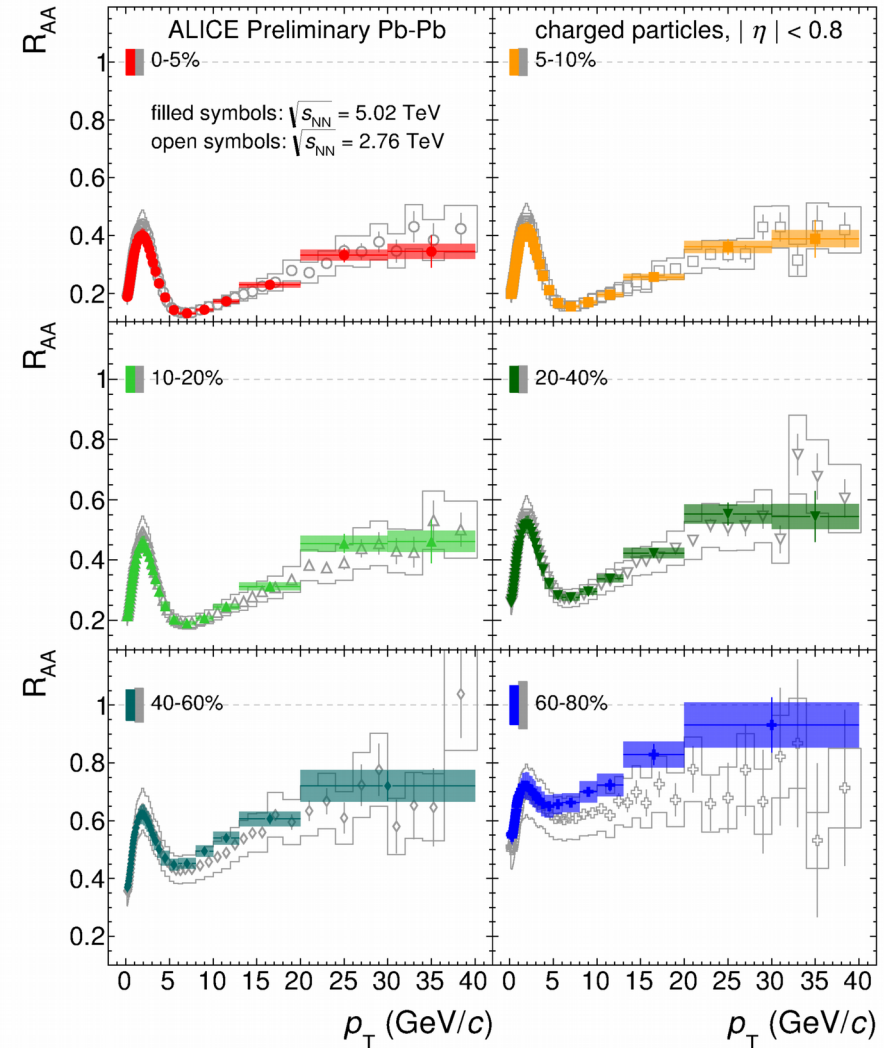 ALICE Preliminary Pb-Pb
charged particles, | η | < 0.8
R_AA
1
0.8
0.6
0.4
0.2
0-5%
filled symbols: √s_NN = 5.02 TeV
open symbols: √s_NN = 2.76 TeV
5-10%
R_AA
1
0.8
0.6
0.4
0.2
10-20%
20-40%
R_AA
1
0.8
0.6
0.4
0.2
40-60%
60-80%
0 5 10 15 20 25 30 35 40
0 5 10 15 20 25 30 35 40
p_T (GeV/c)
p_T (GeV/c)